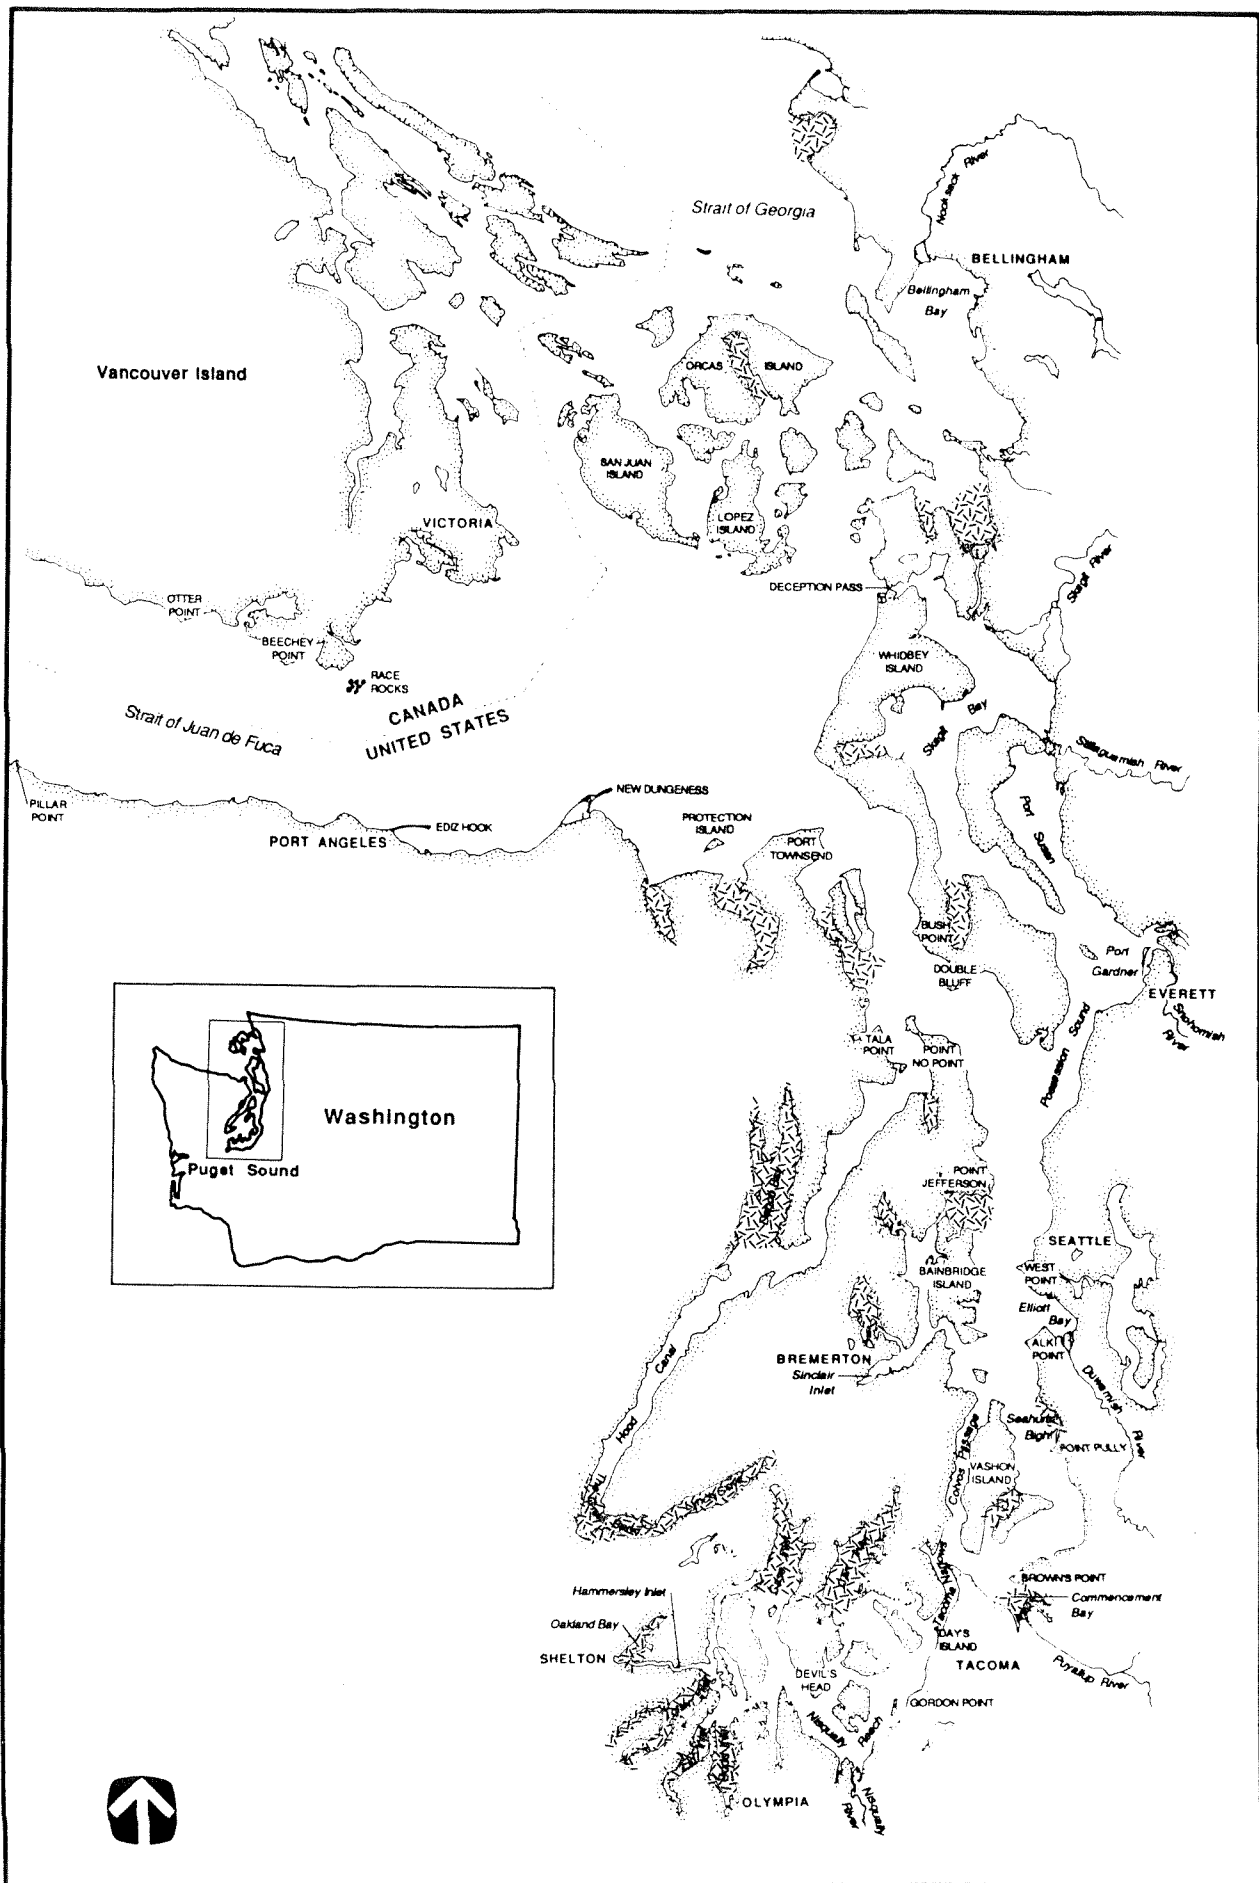 Strait of Georgia
Nooksack River
BELLINGHAM
Bellingham
Bay
Vancouver Island
ORCAS ISLAND
SAN JUAN
ISLAND
LOPEZ
ISLAND
VICTORIA
DECEPTION PASS
Skagit River
OTTER
POINT
BEECHEY
POINT
RACE
ROCKS
WHIDBEY
ISLAND
Skagit Bay
CANADA
UNITED STATES
Strait of Juan de Fuca
Stillaguamish River
PILLAR
POINT
NEW DUNGENESS
EDIZ HOOK
PORT ANGELES
PROTECTION
ISLAND
PORT
TOWNSEND
Port Susan
BUSH
POINT
DOUBLE
BLUFF
Port
Gardner
EVERETT
Snohomish
River
Possession Sound
TALA
POINT
POINT
NO POINT
Washington
Puget Sound
POINT
JEFFERSON
SEATTLE
BAINBRIDGE
ISLAND
WEST
POINT
Elliott
Bay
ALKI
POINT
BREMERTON
Sinclair
Inlet
Duwamish River
Hood Canal
Colvos Passage
Seahurst
Bight
POINT PULLY
VASHON
ISLAND
Tacoma Narrows
BROWN'S POINT
Commencement
Bay
Hammersley Inlet
Oakland Bay
SHELTON
DAY'S
ISLAND
TACOMA
Puyallup River
DEVIL'S
HEAD
GORDON POINT
Nisqually Reach
OLYMPIA
Nisqually
River